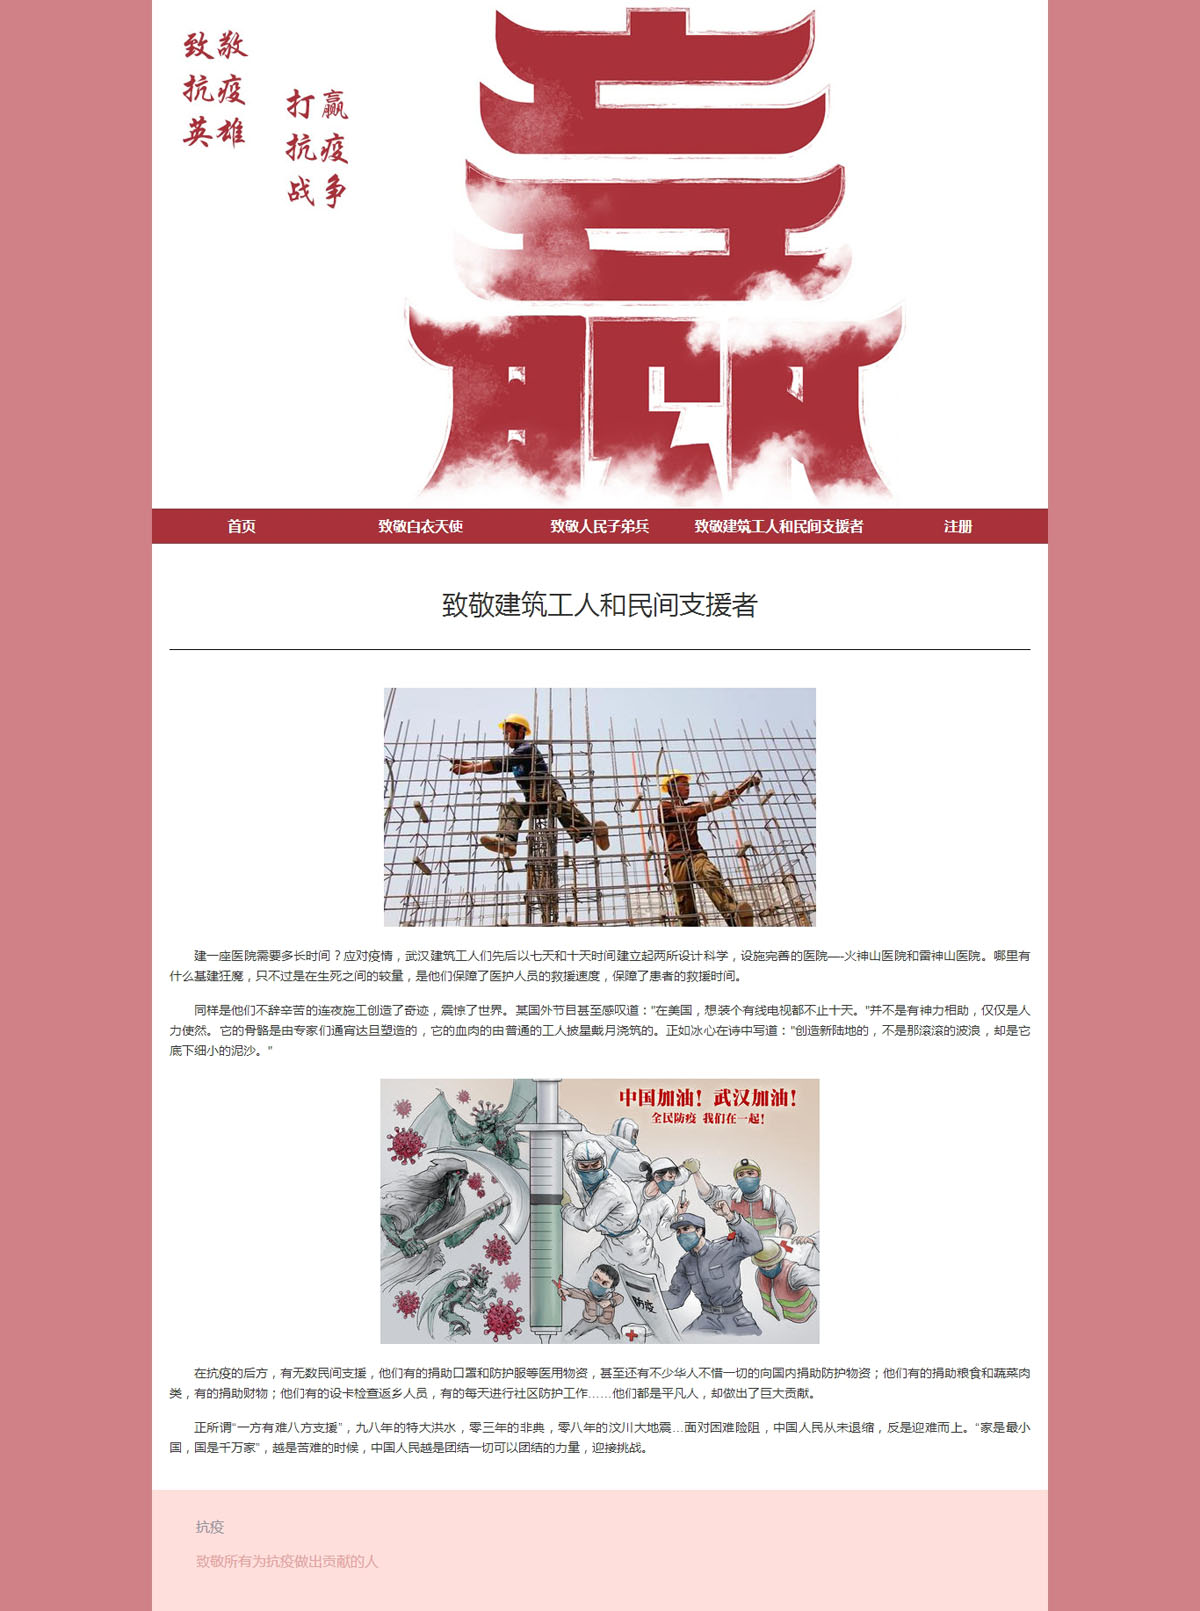 致敬
抗疫
英雄
打赢
抗疫
战争
赢
首页 致敬白衣天使 致敬人民子弟兵 致敬建筑工人和民间支援者 注册
致敬建筑工人和民间支援者
建一座医院需要多长时间？应对疫情，武汉建筑工人们先后以七天和十天时间建立起两所设计科学，设施完善的医院—-火神山医院和雷神山医院。哪里有
什么基建狂魔，只不过是在生死之间的较量，是他们保障了医护人员的救援速度，保障了患者的救援时间。
同样是他们不辞辛苦的连夜施工创造了奇迹，震惊了世界。某国外节目甚至感叹道："在美国，想装个有线电视都不止十天。"并不是有神力相助，仅仅是人
力使然。它的骨骼是由专家们通宵达旦塑造的，它的血肉的由普通的工人披星戴月浇筑的。正如冰心在诗中写道："创造新陆地的，不是那滚滚的波浪，却是它
底下细小的泥沙。"
中国加油！武汉加油！
全民防疫 我们在一起！
防疫
在抗疫的后方，有无数民间支援，他们有的捐助口罩和防护服等医用物资，甚至还有不少华人不惜一切的向国内捐助防护物资；他们有的捐助粮食和蔬菜肉
类，有的捐助财物；他们有的设卡检查返乡人员，有的每天进行社区防护工作……他们都是平凡人，却做出了巨大贡献。
正所谓“一方有难八方支援”，九八年的特大洪水，零三年的非典，零八年的汶川大地震…面对困难险阻，中国人民从未退缩，反是迎难而上。“家是最小
国，国是千万家”，越是苦难的时候，中国人民越是团结一切可以团结的力量，迎接挑战。
抗疫
致敬所有为抗疫做出贡献的人